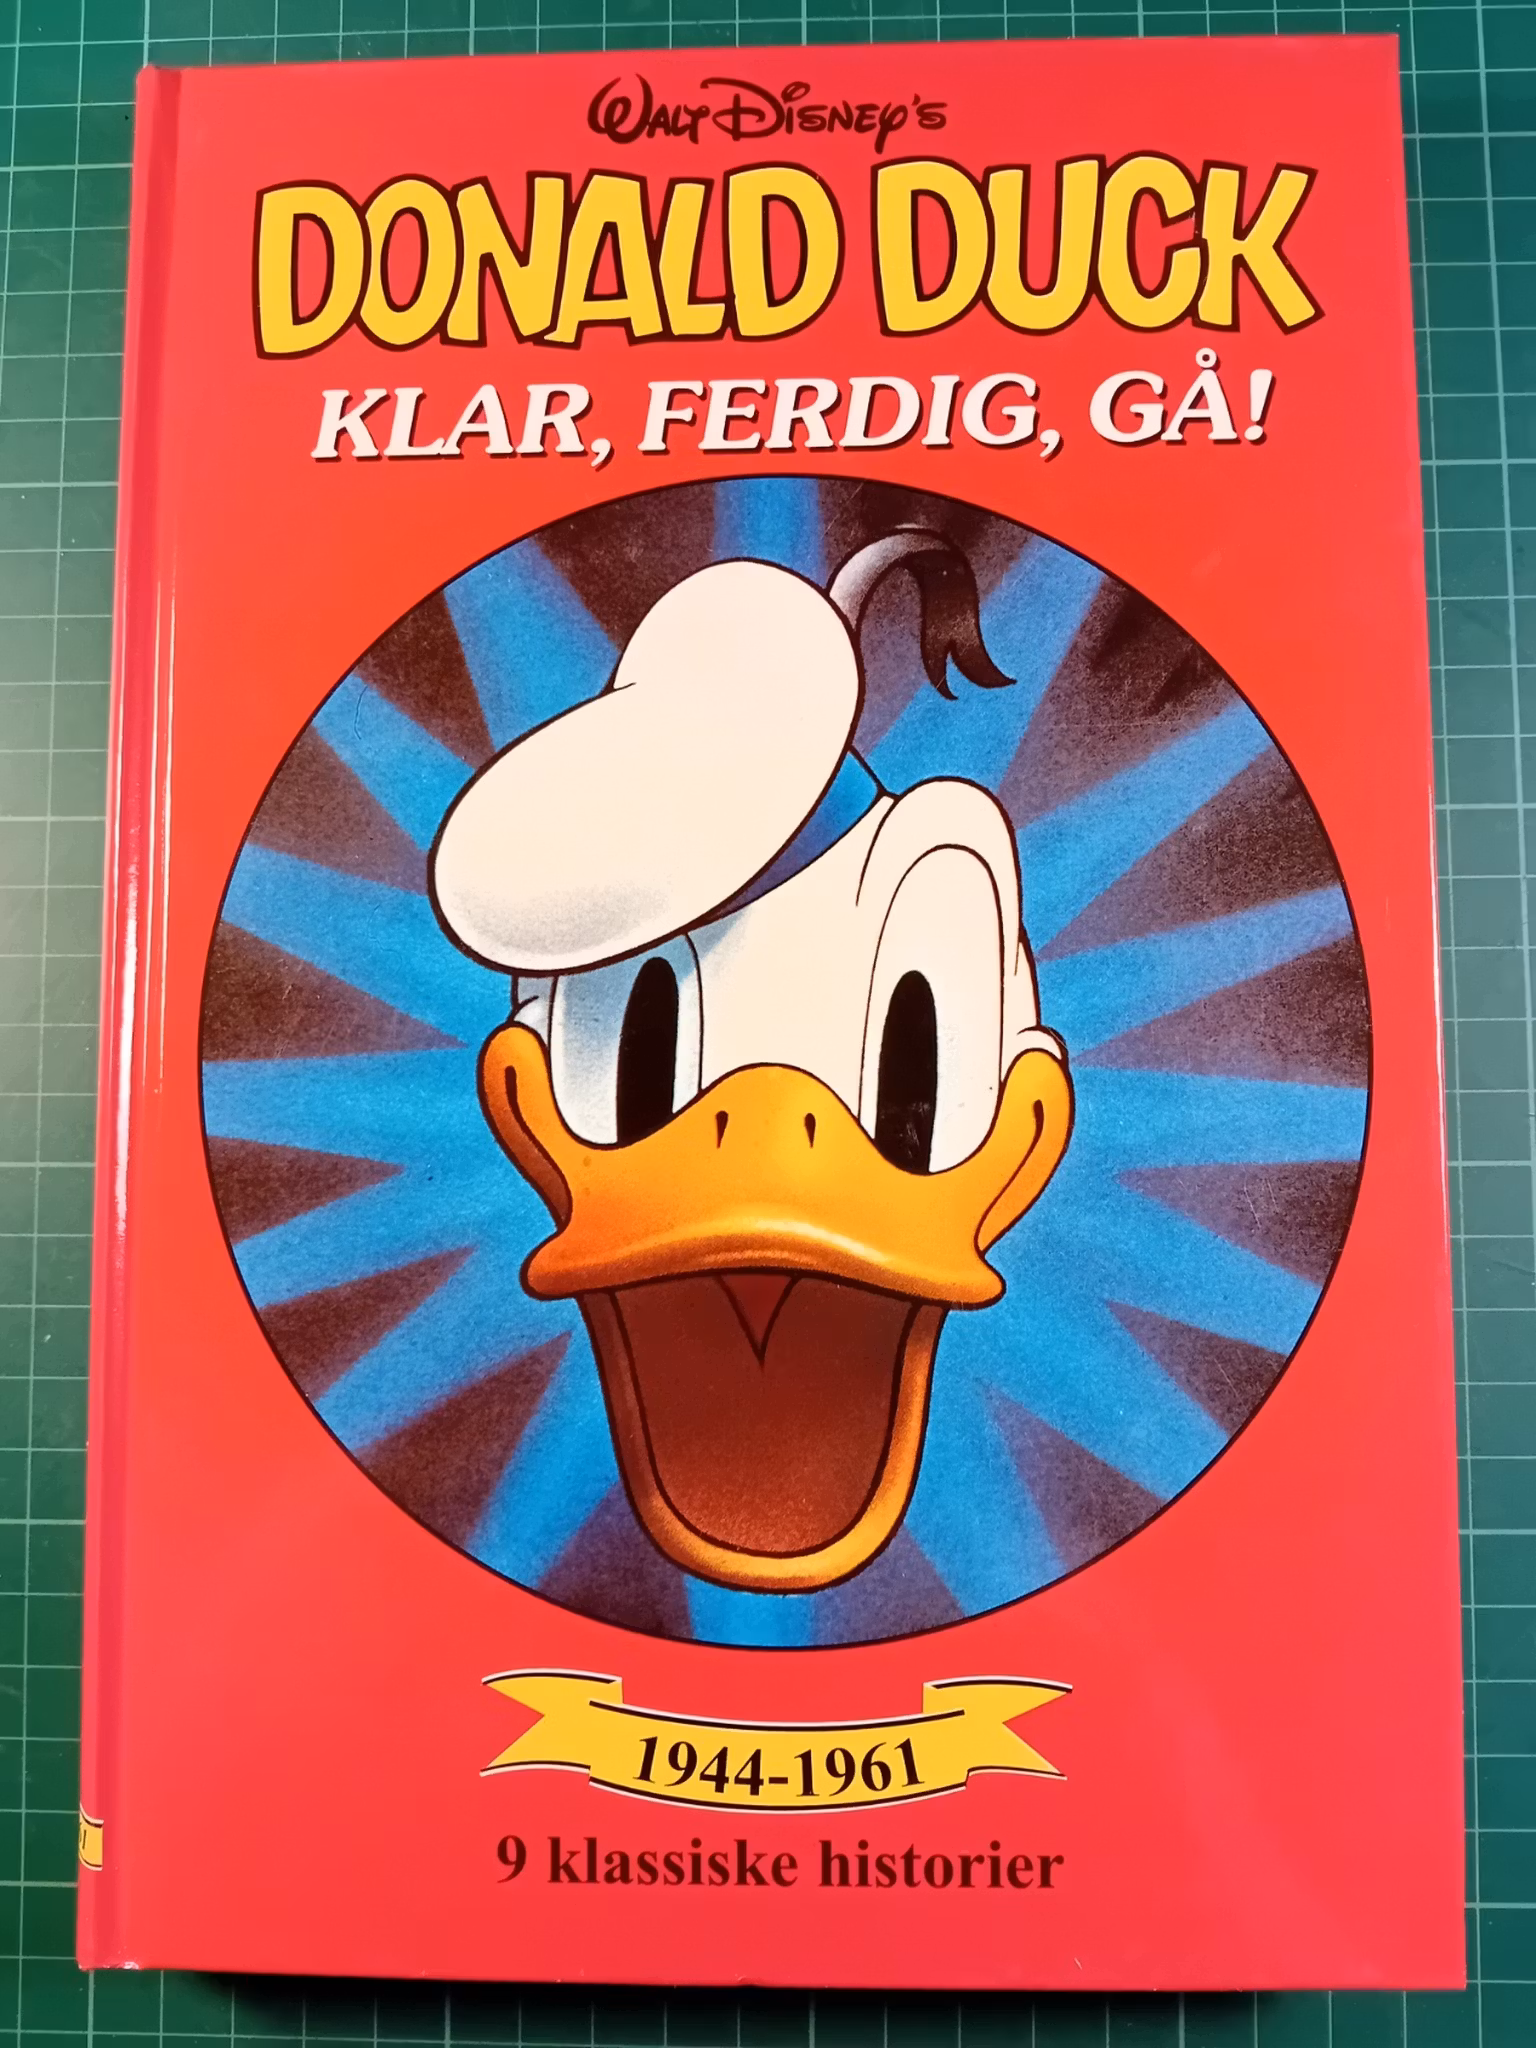 Walt Disney's
DONALD DUCK
KLAR, FERDIG, GÅ!
1944-1961
9 klassiske historier